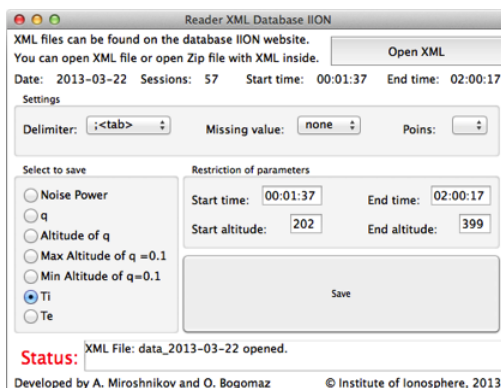 Reader XML Database IION
XML files can be found on the database IION website.
You can open XML file or open Zip file with XML inside.
Open XML
Date: 2013-03-22 Sessions: 57 Start time: 00:01:37 End time: 02:00:17
Settings
Delimiter: ;<tab> Missing value: none Poins:
Select to save
Noise Power
q
Altitude of q
Max Altitude of q =0.1
Min Altitude of q=0.1
Ti
Te
Restriction of parameters
Start time: 00:01:37 End time: 02:00:17
Start altitude: 202 End altitude: 399
Save
Status: XML File: data_2013-03-22 opened.
Developed by A. Miroshnikov and O. Bogomaz © Institute of Ionosphere, 2013